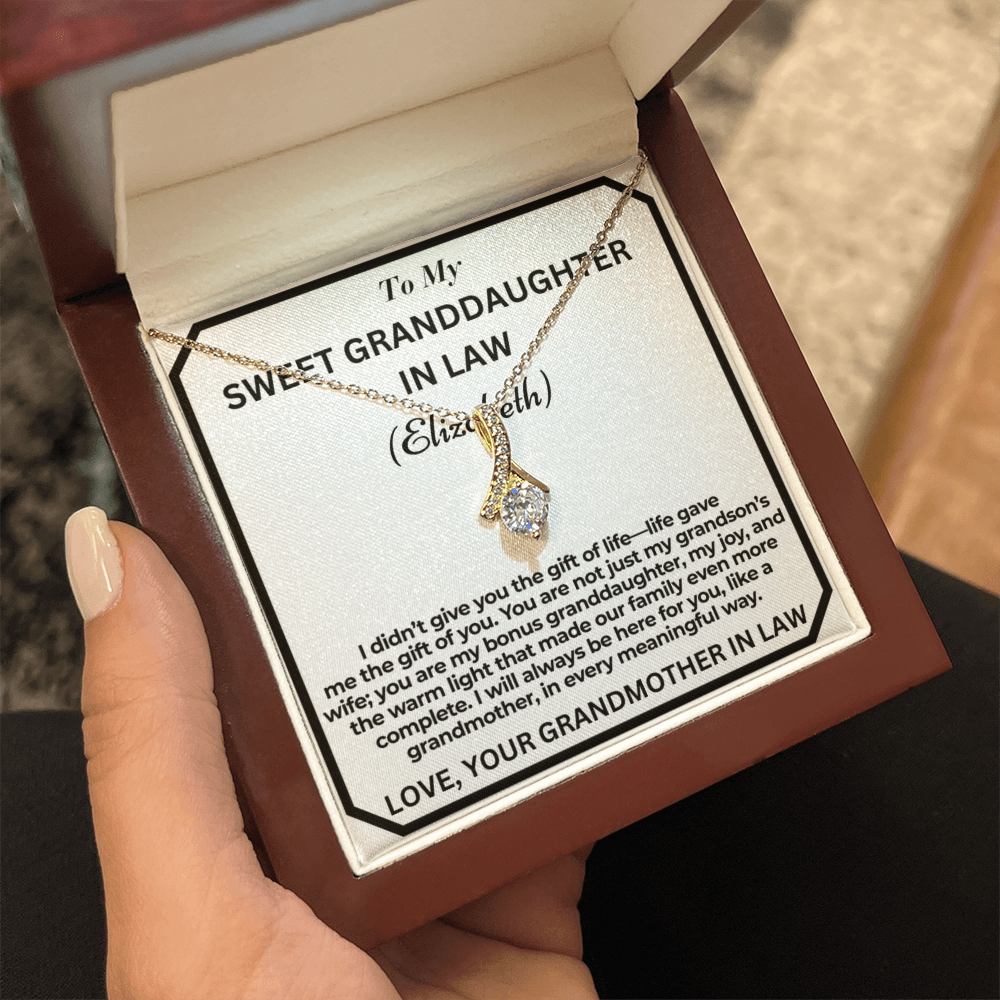 To My
SWEET GRANDDAUGHTER
IN LAW
(Elizabeth)
I didn't give you the gift of life—life gave
me the gift of you. You are not just my grandson's
wife; you are my bonus granddaughter, my joy, and
the warm light that made our family even more
complete. I will always be here for you, like a
grandmother, in every meaningful way.
LOVE, YOUR GRANDMOTHER IN LAW